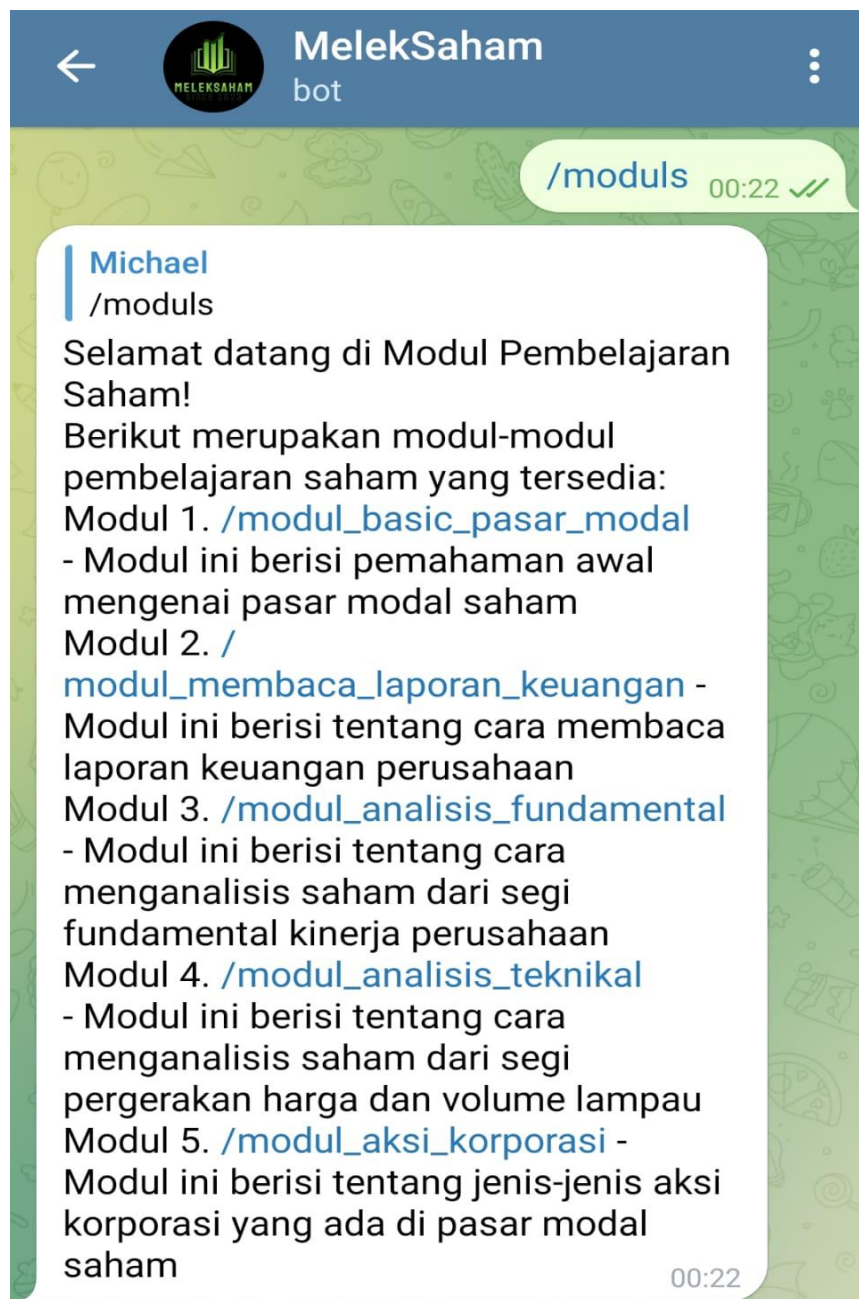 MelekSaham
bot
MELEKSAHAM
/moduls 00:22
Michael
/moduls
Selamat datang di Modul Pembelajaran
Saham!
Berikut merupakan modul-modul
pembelajaran saham yang tersedia:
Modul 1. /modul_basic_pasar_modal
- Modul ini berisi pemahaman awal
mengenai pasar modal saham
Modul 2. /
modul_membaca_laporan_keuangan -
Modul ini berisi tentang cara membaca
laporan keuangan perusahaan
Modul 3. /modul_analisis_fundamental
- Modul ini berisi tentang cara
menganalisis saham dari segi
fundamental kinerja perusahaan
Modul 4. /modul_analisis_teknikal
- Modul ini berisi tentang cara
menganalisis saham dari segi
pergerakan harga dan volume lampau
Modul 5. /modul_aksi_korporasi -
Modul ini berisi tentang jenis-jenis aksi
korporasi yang ada di pasar modal
saham
00:22